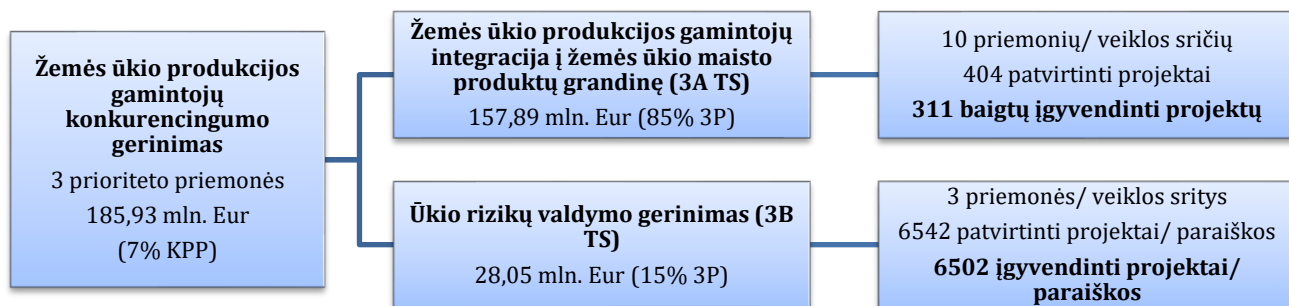 Žemės ūkio produkcijos
gamintojų
konkurencingumo
gerinimas
3 prioriteto priemonės
185,93 mln. Eur
(7% KPP)
Žemės ūkio produkcijos gamintojų
integracija į žemės ūkio maisto
produktų grandinę (3A TS)
157,89 mln. Eur (85% 3P)
10 priemonių/ veiklos sričių
404 patvirtinti projektai
311 baigtų įgyvendinti projektų
Ūkio rizikų valdymo gerinimas (3B
TS)
28,05 mln. Eur (15% 3P)
3 priemonės/ veiklos sritys
6542 patvirtinti projektai/ paraiškos
6502 įgyvendinti projektai/
paraiškos